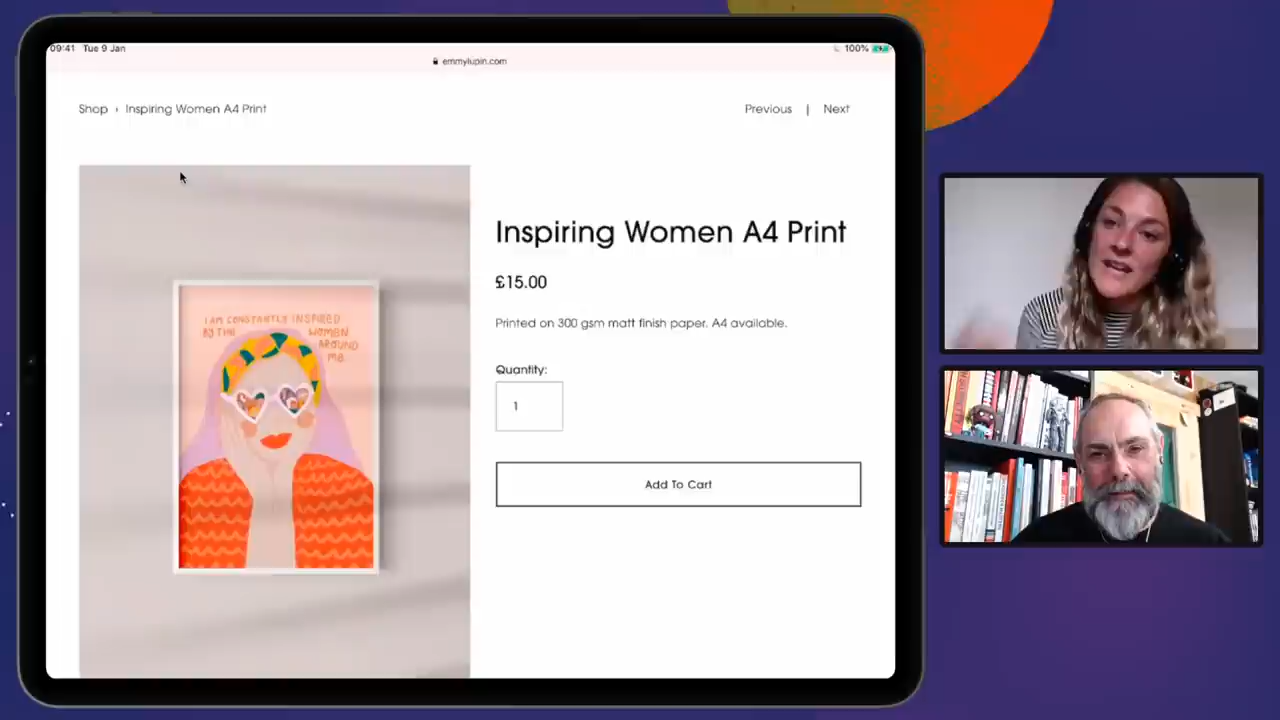 09:41 Tue 9 Jan
100%
emmylupin.com
Shop › Inspiring Women A4 Print
Previous | Next
I AM CONSTANTLY INSPIRED
BY THE WOMEN
AROUND
ME.
Inspiring Women A4 Print
£15.00
Printed on 300 gsm matt finish paper. A4 available.
Quantity:
1
Add To Cart